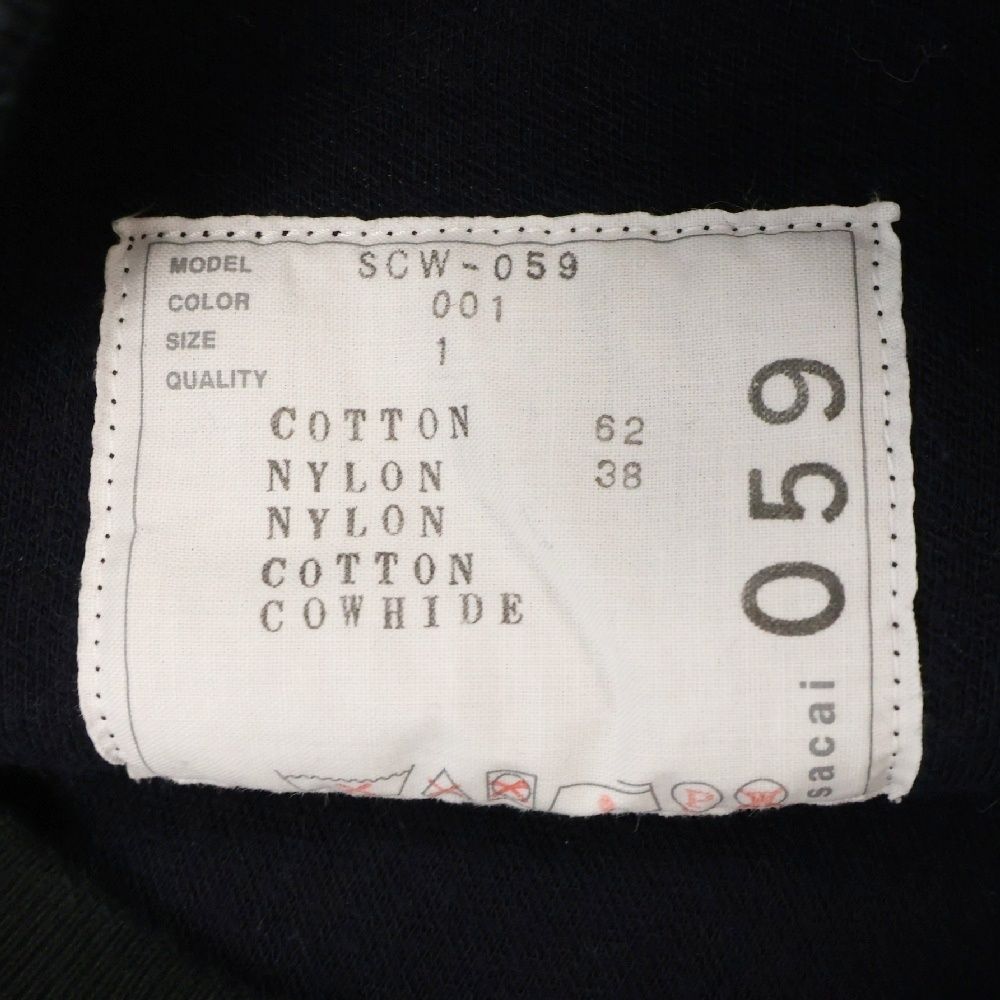 MODEL SCW-059
COLOR 001
SIZE 1
QUALITY
COTTON 62
NYLON 38
NYLON
COTTON
COWHIDE
sacai 059